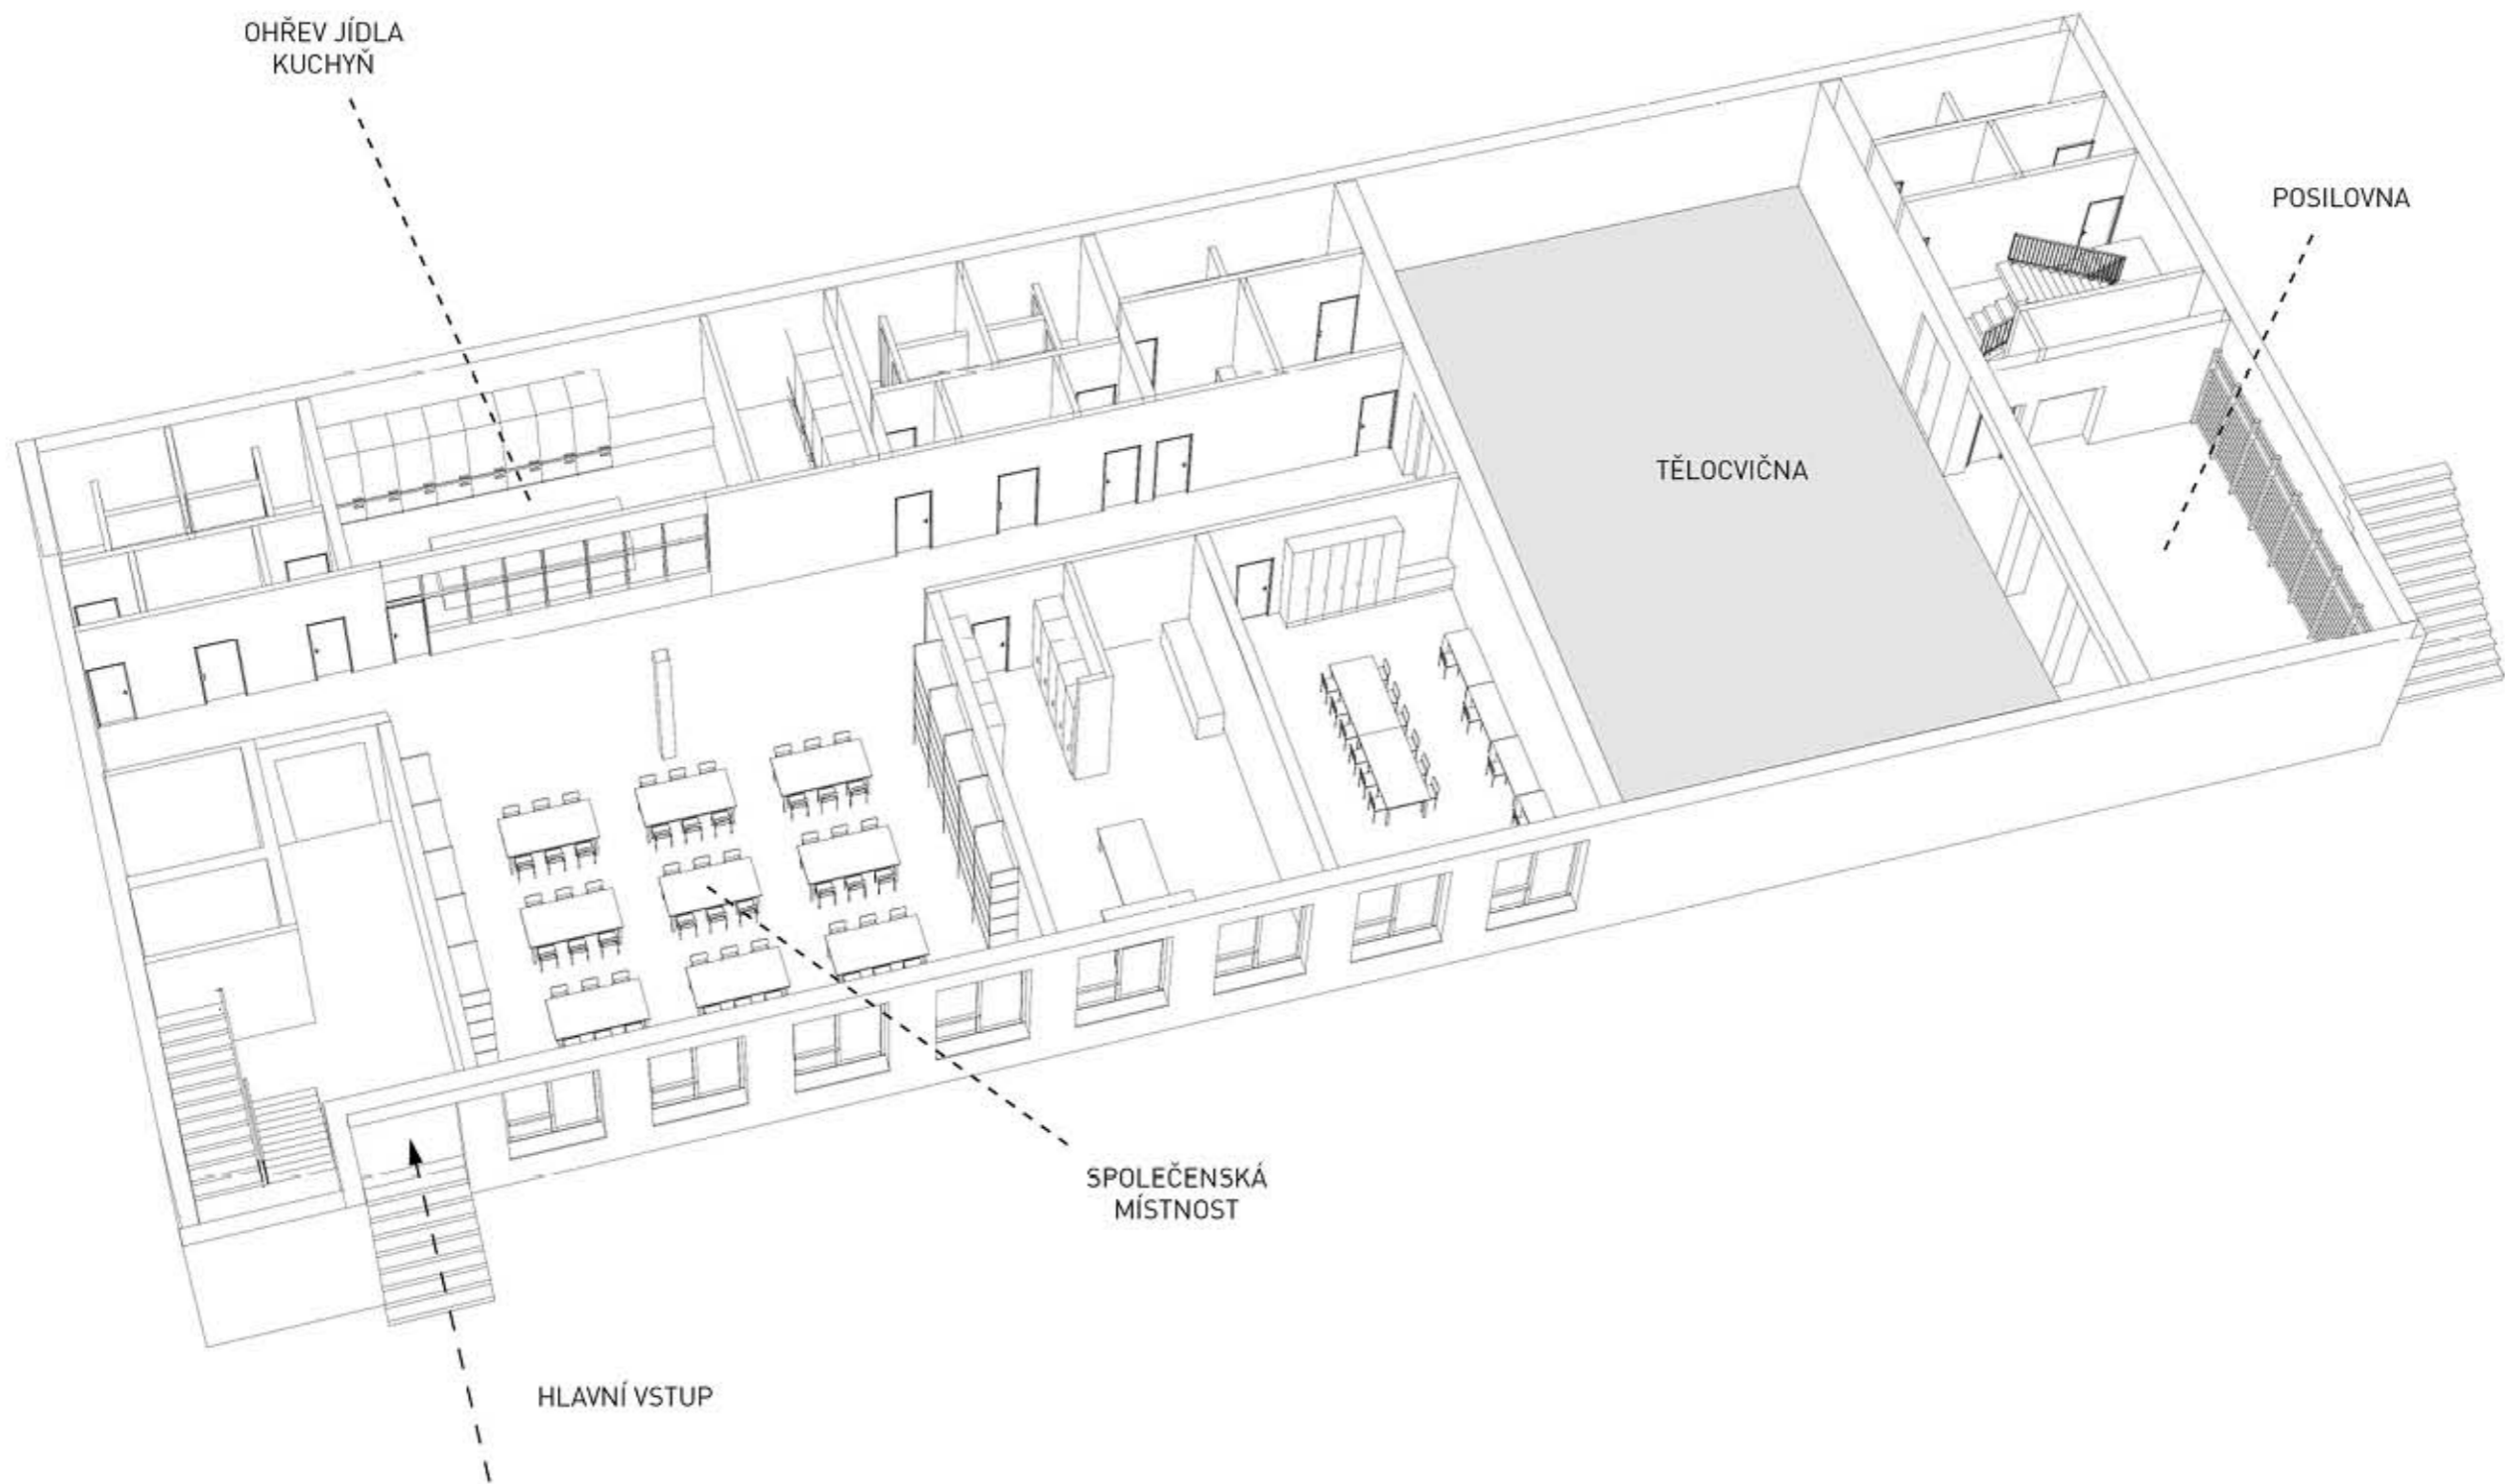 OHŘEV JÍDLA
KUCHYŇ
POSILOVNA
TĚLOCVIČNA
SPOLEČENSKÁ
MÍSTNOST
HLAVNÍ VSTUP